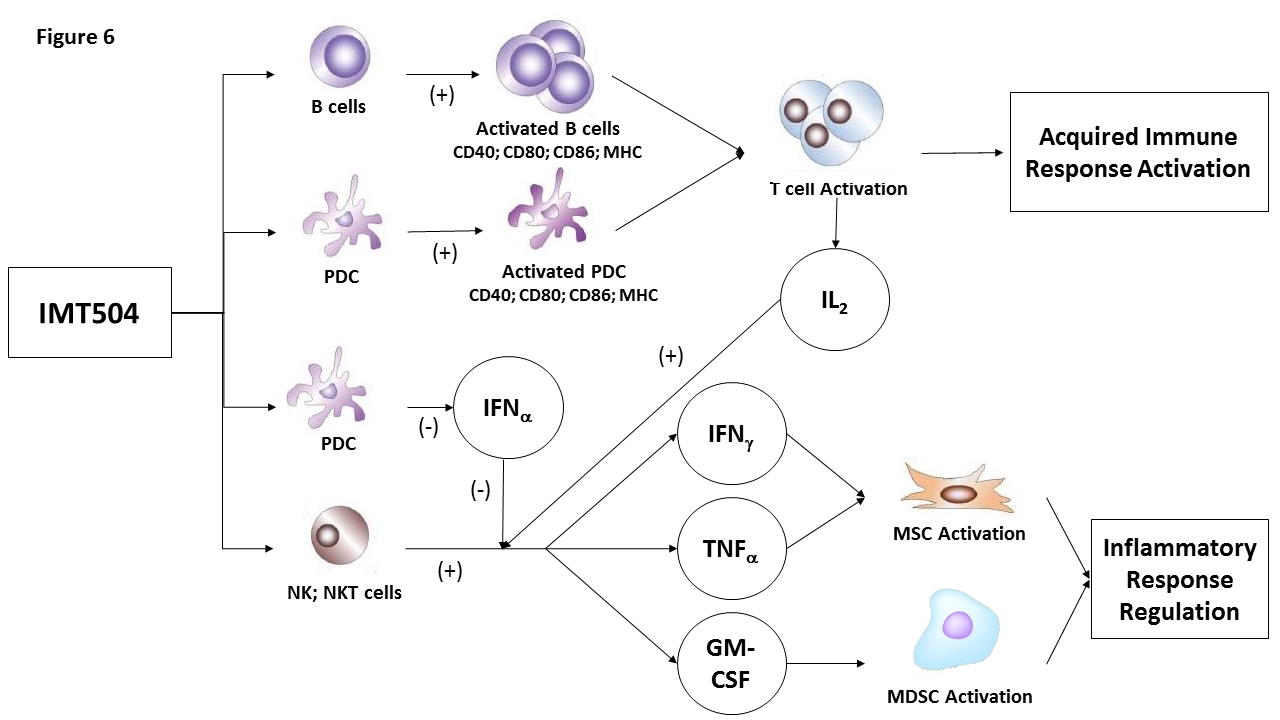 Figure 6
B cells
(+)
Activated B cells
CD40; CD80; CD86; MHC
T cell Activation
Acquired Immune
Response Activation
PDC
(+)
Activated PDC
CD40; CD80; CD86; MHC
IMT504
IL2
(+)
PDC
(-)
IFNα
(-)
IFNγ
MSC Activation
NK; NKT cells
(+)
TNFα
Inflammatory
Response
Regulation
GM-
CSF
MDSC Activation